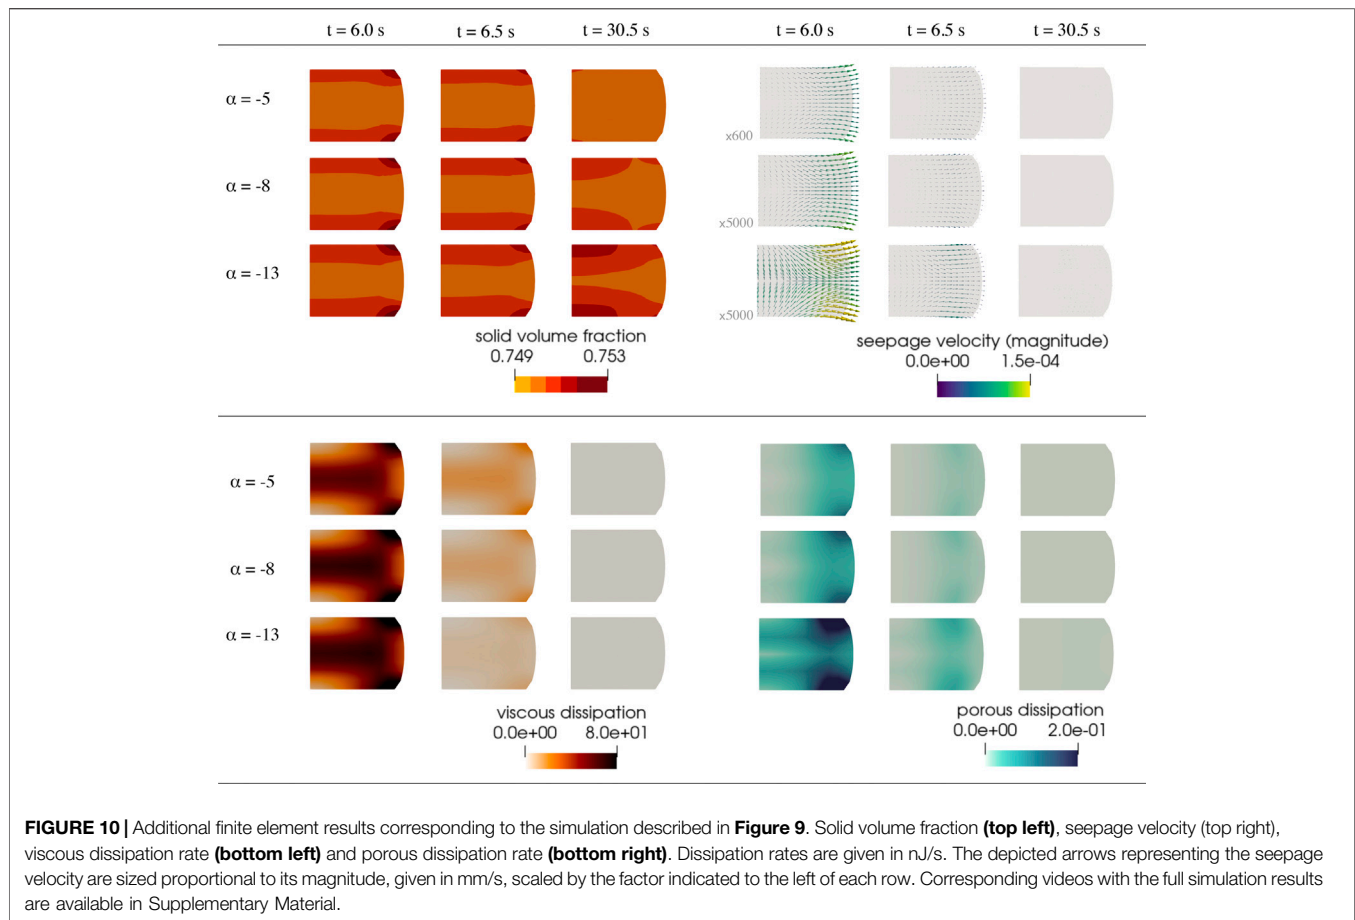 t = 6.0 s t = 6.5 s t = 30.5 s t = 6.0 s t = 6.5 s t = 30.5 s
α = -5
x600
α = -8
x5000
α = -13
x5000
solid volume fraction
0.749 0.753
seepage velocity (magnitude)
0.0e+00 1.5e-04
α = -5
α = -8
α = -13
viscous dissipation
0.0e+00 8.0e+01
porous dissipation
0.0e+00 2.0e-01
FIGURE 10 | Additional finite element results corresponding to the simulation described in Figure 9. Solid volume fraction (top left), seepage velocity (top right),
viscous dissipation rate (bottom left) and porous dissipation rate (bottom right). Dissipation rates are given in nJ/s. The depicted arrows representing the seepage
velocity are sized proportional to its magnitude, given in mm/s, scaled by the factor indicated to the left of each row. Corresponding videos with the full simulation results
are available in Supplementary Material.